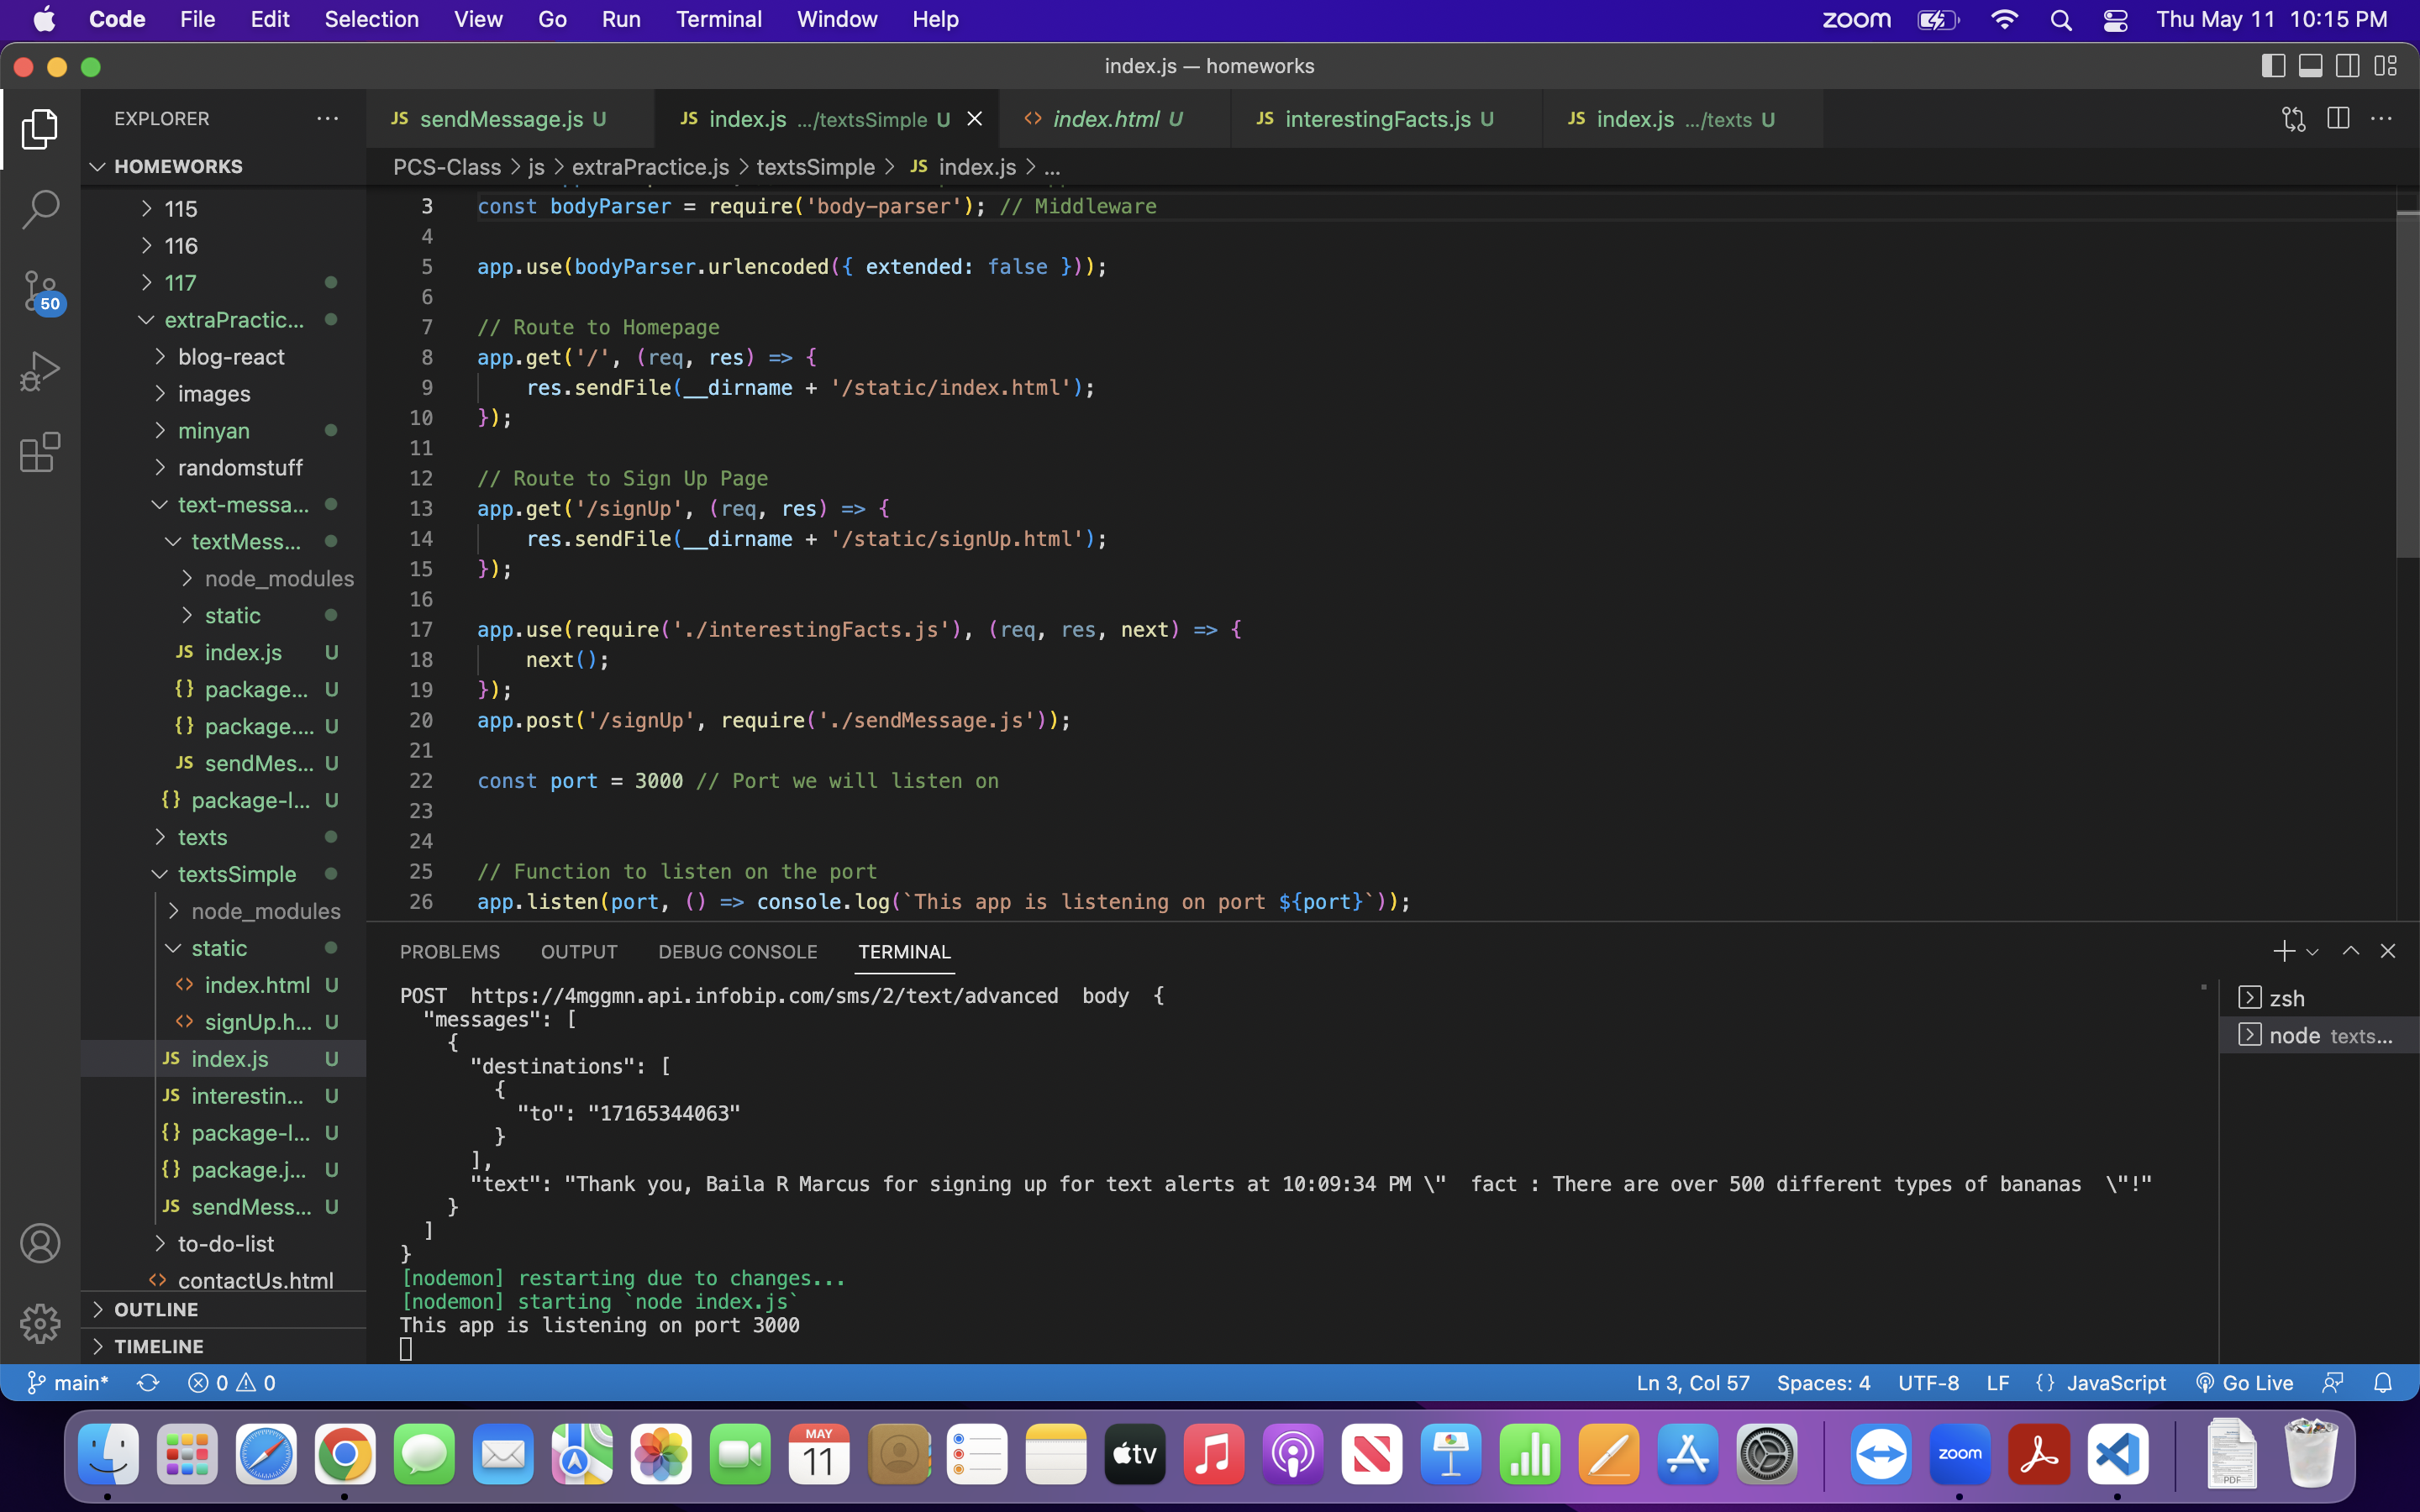 Code File Edit Selection View Go Run Terminal Window Help zoom Thu May 11 10:15 PM
index.js — homeworks
EXPLORER
HOMEWORKS
115
116
117
extraPractic...
blog-react
images
minyan
randomstuff
text-messa...
textMess...
node_modules
static
JS index.js U
{} package... U
{} package.... U
JS sendMes... U
{} package-l... U
texts
textsSimple
node_modules
static
<> index.html U
<> signUp.h... U
JS index.js U
JS interestin... U
{} package-l... U
{} package.j... U
JS sendMess... U
to-do-list
<> contactUs.html
OUTLINE
TIMELINE
50
JS sendMessage.js U JS index.js .../textsSimple U <> index.html U JS interestingFacts.js U JS index.js .../texts U
PCS-Class > js > extraPractice.js > textsSimple > JS index.js > ...
3 const bodyParser = require('body-parser'); // Middleware
4
5 app.use(bodyParser.urlencoded({ extended: false }));
6
7 // Route to Homepage
8 app.get('/', (req, res) => {
9 res.sendFile(__dirname + '/static/index.html');
10 });
11
12 // Route to Sign Up Page
13 app.get('/signUp', (req, res) => {
14 res.sendFile(__dirname + '/static/signUp.html');
15 });
16
17 app.use(require('./interestingFacts.js'), (req, res, next) => {
18 next();
19 });
20 app.post('/signUp', require('./sendMessage.js'));
21
22 const port = 3000 // Port we will listen on
23
24
25 // Function to listen on the port
26 app.listen(port, () => console.log(`This app is listening on port ${port}`));
PROBLEMS OUTPUT DEBUG CONSOLE TERMINAL
POST https://4mggmn.api.infobip.com/sms/2/text/advanced body {
"messages": [
{
"destinations": [
{
"to": "17165344063"
}
],
"text": "Thank you, Baila R Marcus for signing up for text alerts at 10:09:34 PM \" fact : There are over 500 different types of bananas \"!"
}
]
}
[nodemon] restarting due to changes...
[nodemon] starting `node index.js`
This app is listening on port 3000
zsh
node texts...
main* 0 0 Ln 3, Col 57 Spaces: 4 UTF-8 LF {} JavaScript Go Live
MAY
11
tv
zoom
PDF